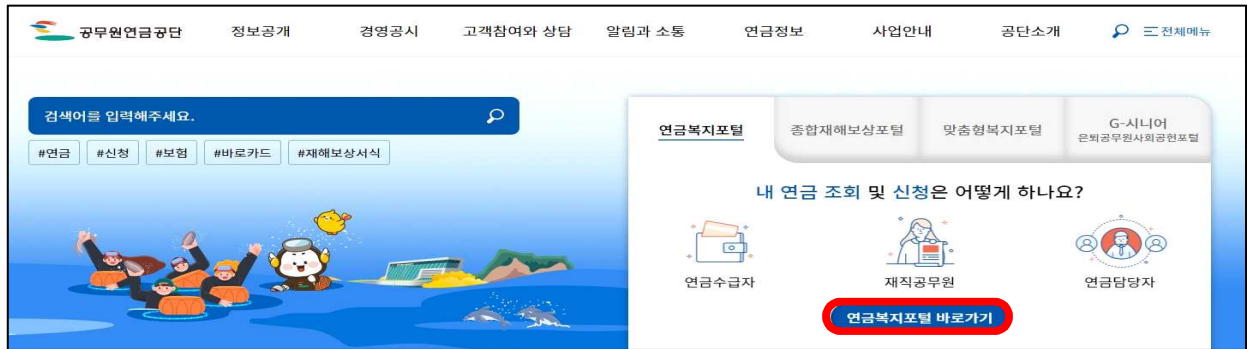 공무원연금공단
정보공개
경영공시
고객참여와 상담
알림과 소통
연금정보
사업안내
공단소개
전체메뉴
검색어를 입력해주세요.
#연금 #신청 #보험 #바로카드 #재해보상서식
연금복지포털
종합재해보상포털
맞춤형복지포털
G-시니어
은퇴공무원사회공헌포털
내 연금 조회 및 신청은 어떻게 하나요?
연금수급자
재직공무원
연금담당자
연금복지포털 바로가기